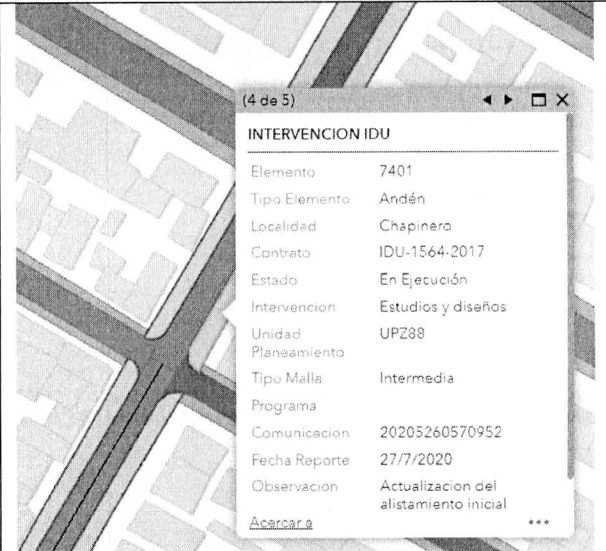 (4 de 5)
INTERVENCION IDU
Elemento 7401
Tipo Elemento Andén
Localidad Chapinero
Contrato IDU-1564-2017
Estado En Ejecución
Intervencion Estudios y diseños
Unidad UPZ88
Planeamiento
Tipo Malla Intermedia
Programa
Comunicacion 20205260570952
Fecha Reporte 27/7/2020
Observacion Actualizacion del
alistamiento inicial
Acercar a